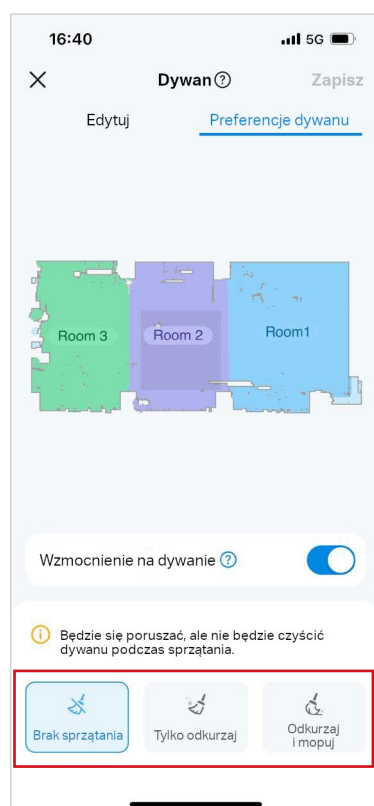 16:40
5G
Dywan
Zapisz
Edytuj
Preferencje dywanu
Room 3
Room 2
Room1
Wzmocnienie na dywanie
Będzie się poruszać, ale nie będzie czyścić
dywanu podczas sprzątania.
Brak sprzątania
Tylko odkurzaj
Odkurzaj
i mopuj